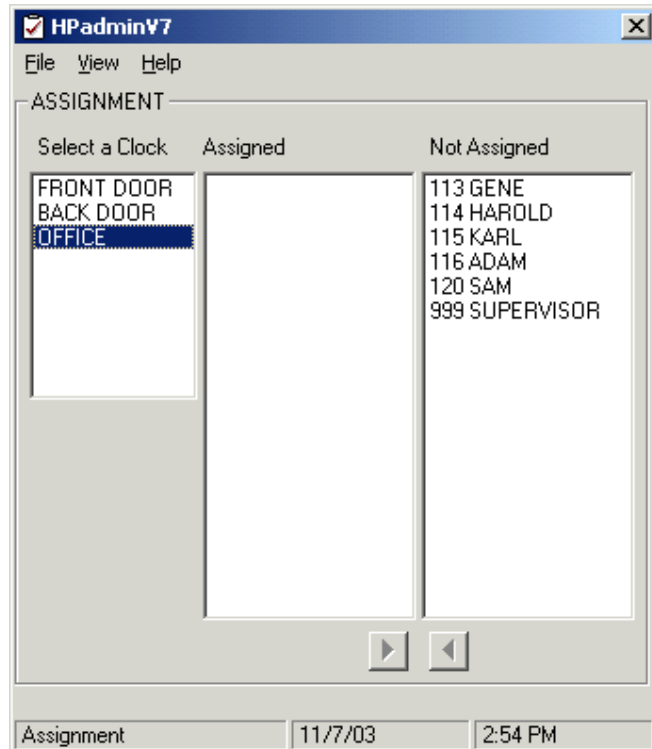 HPadminV7
File View Help
ASSIGNMENT
Select a Clock Assigned Not Assigned
FRONT DOOR
BACK DOOR
OFFICE
113 GENE
114 HAROLD
115 KARL
116 ADAM
120 SAM
999 SUPERVISOR
Assignment 11/7/03 2:54 PM